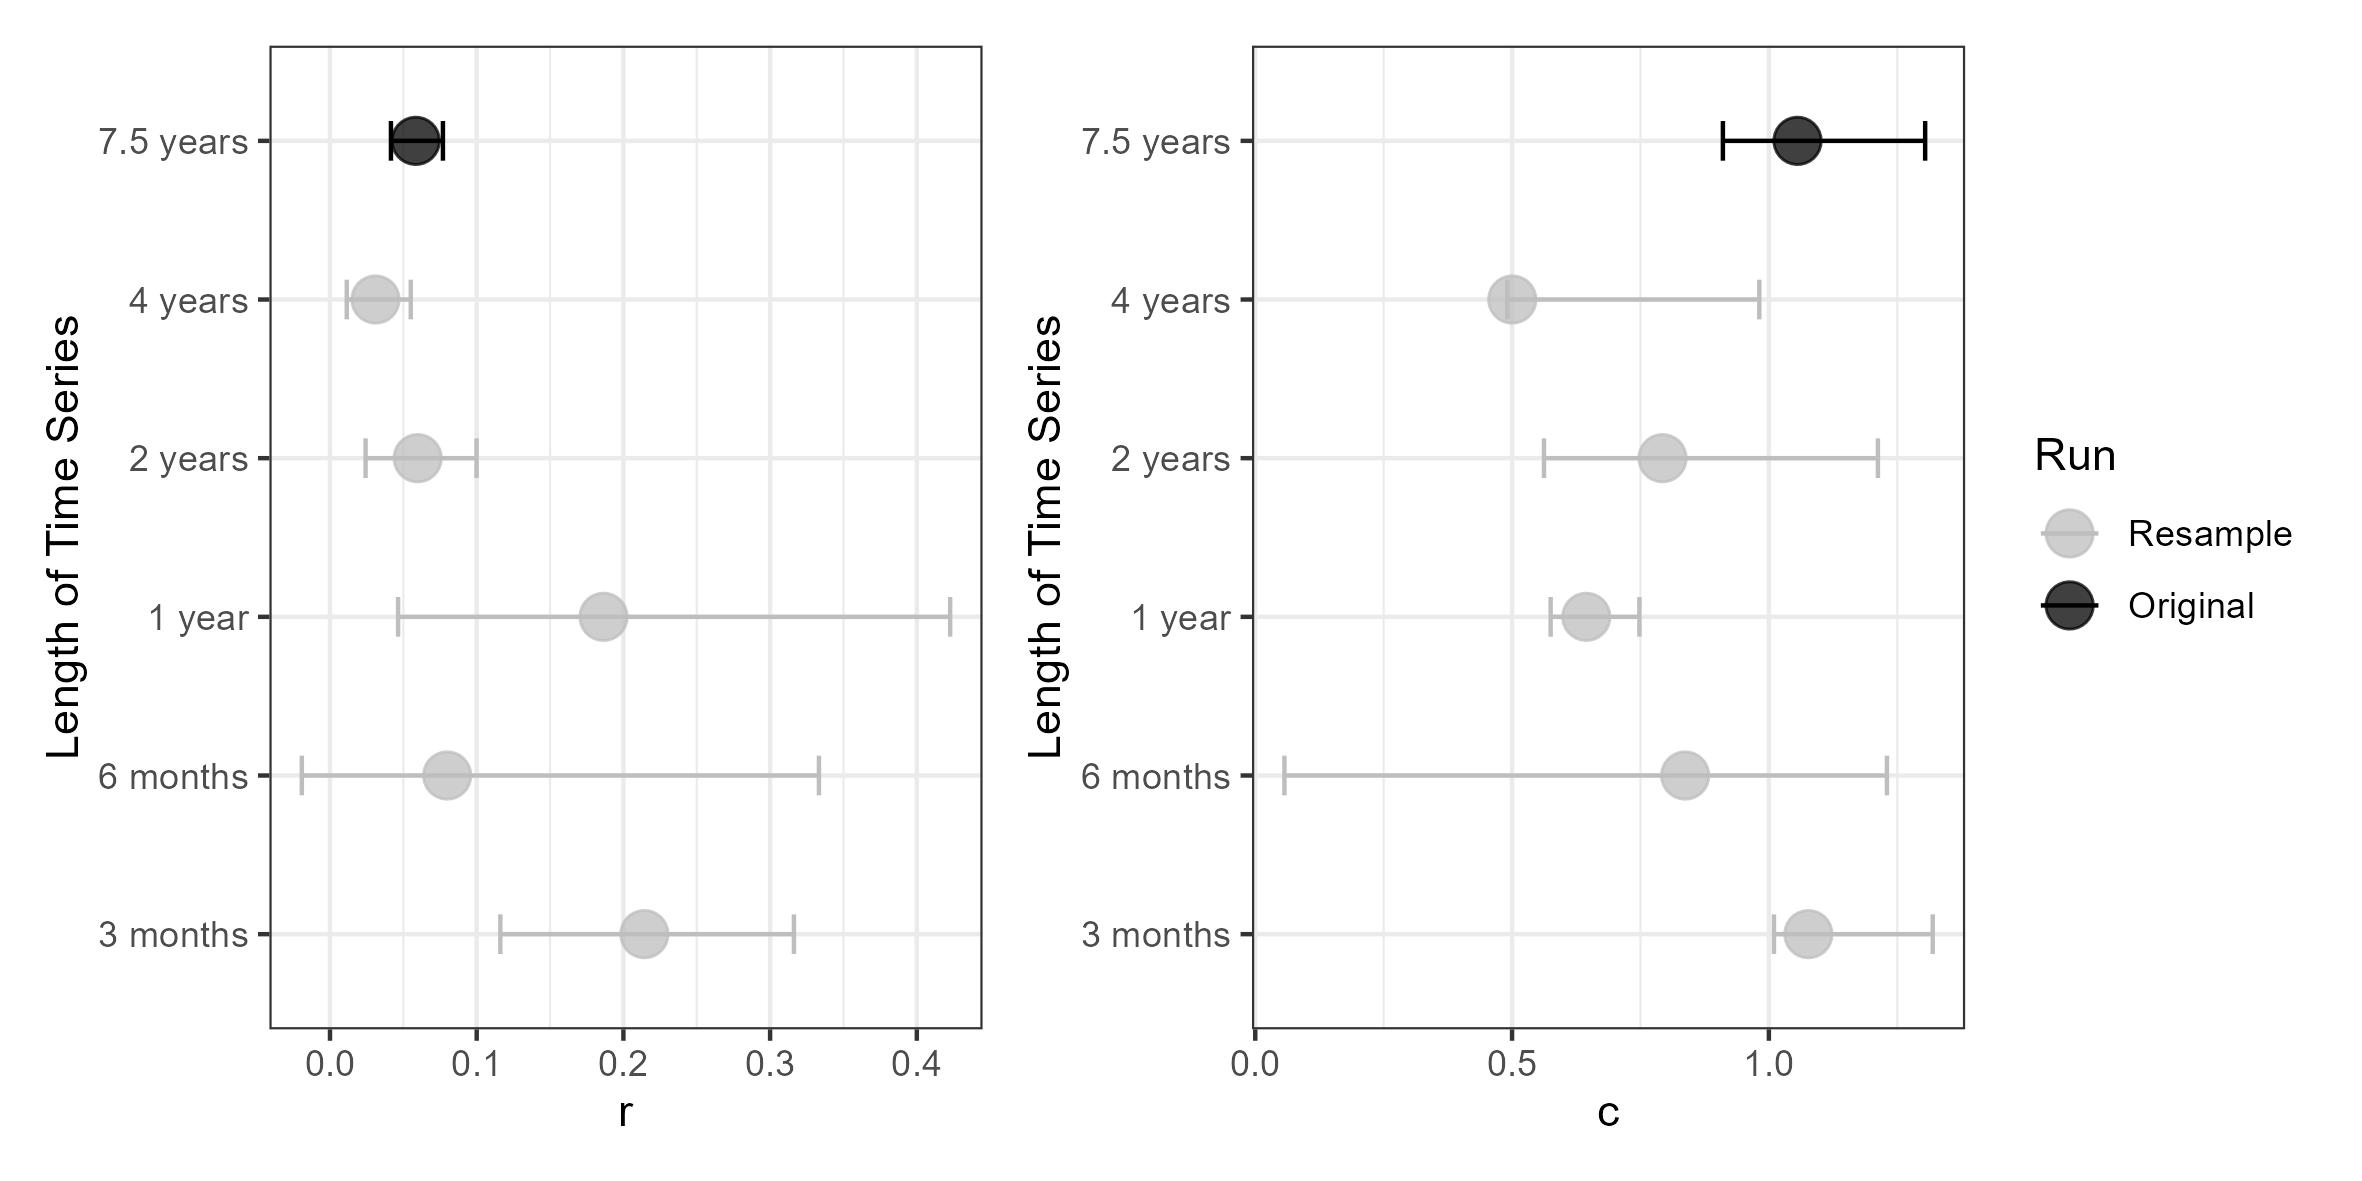 Length of Time Series
7.5 years
4 years
2 years
1 year
6 months
3 months
0.0 0.1 0.2 0.3 0.4
r
Length of Time Series
7.5 years
4 years
2 years
1 year
6 months
3 months
0.0 0.5 1.0
c
Run
Resample
Original